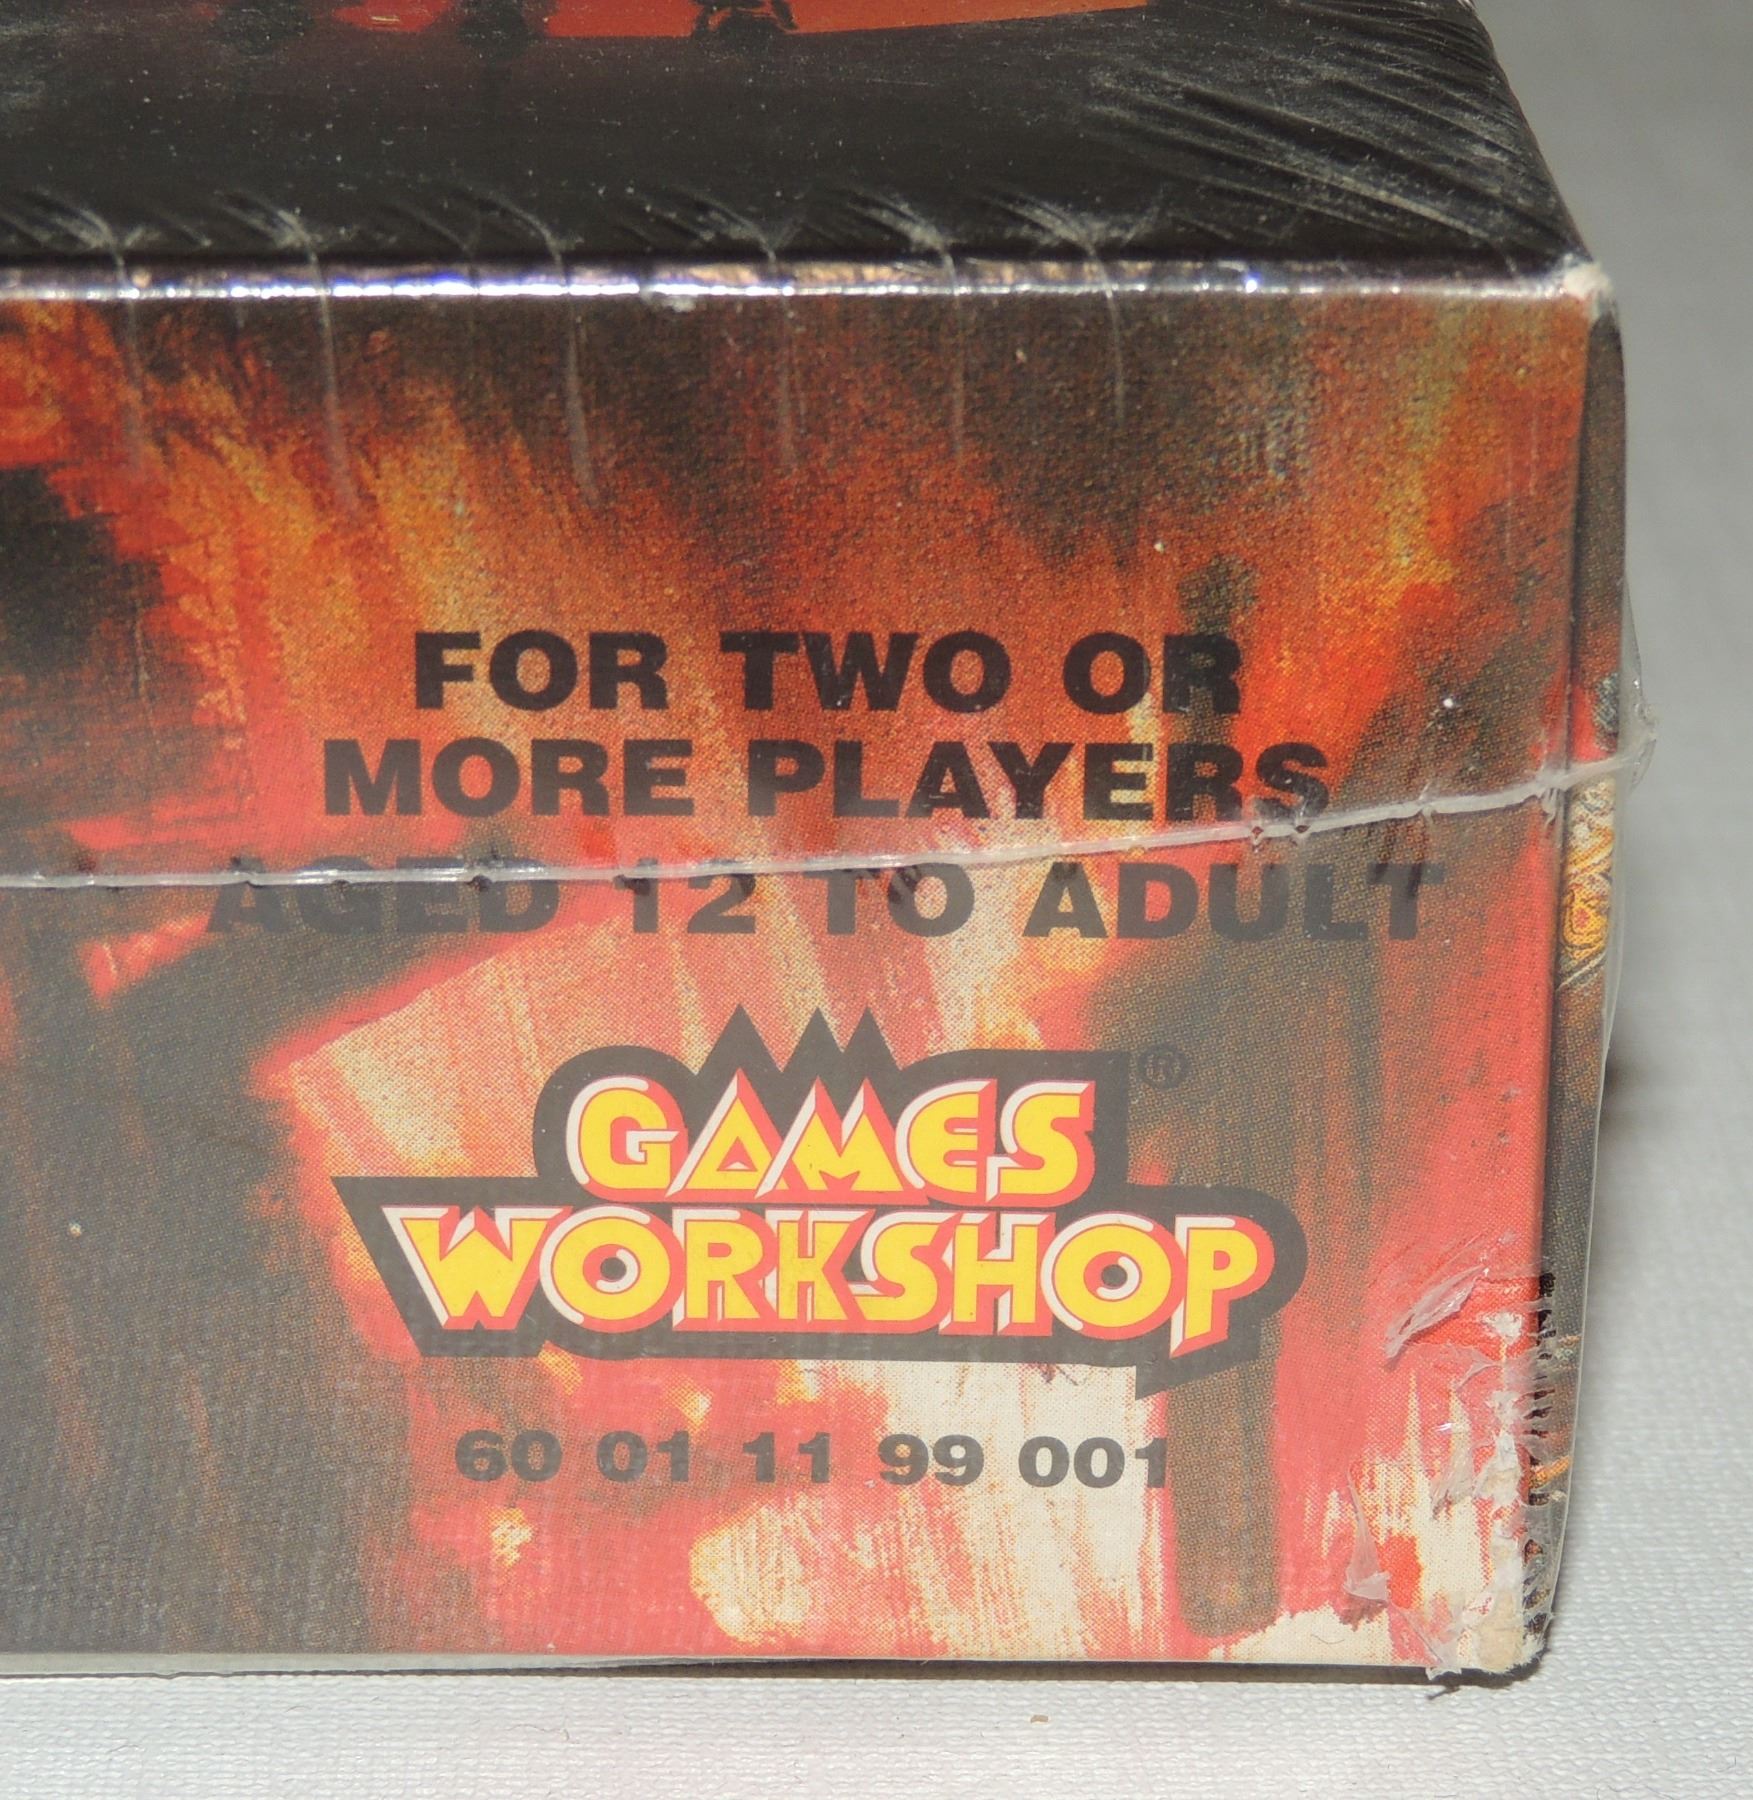 FOR TWO OR
MORE PLAYERS
AGED 12 TO ADULT
GAMES ®
WORKSHOP
60 01 11 99 001